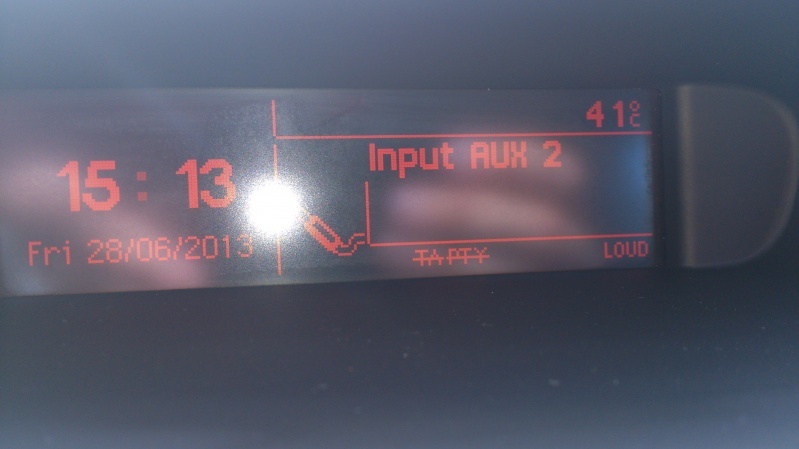 41°C
Input AUX 2
15:13
Fri 28/06/2013
TA PTY
LOUD